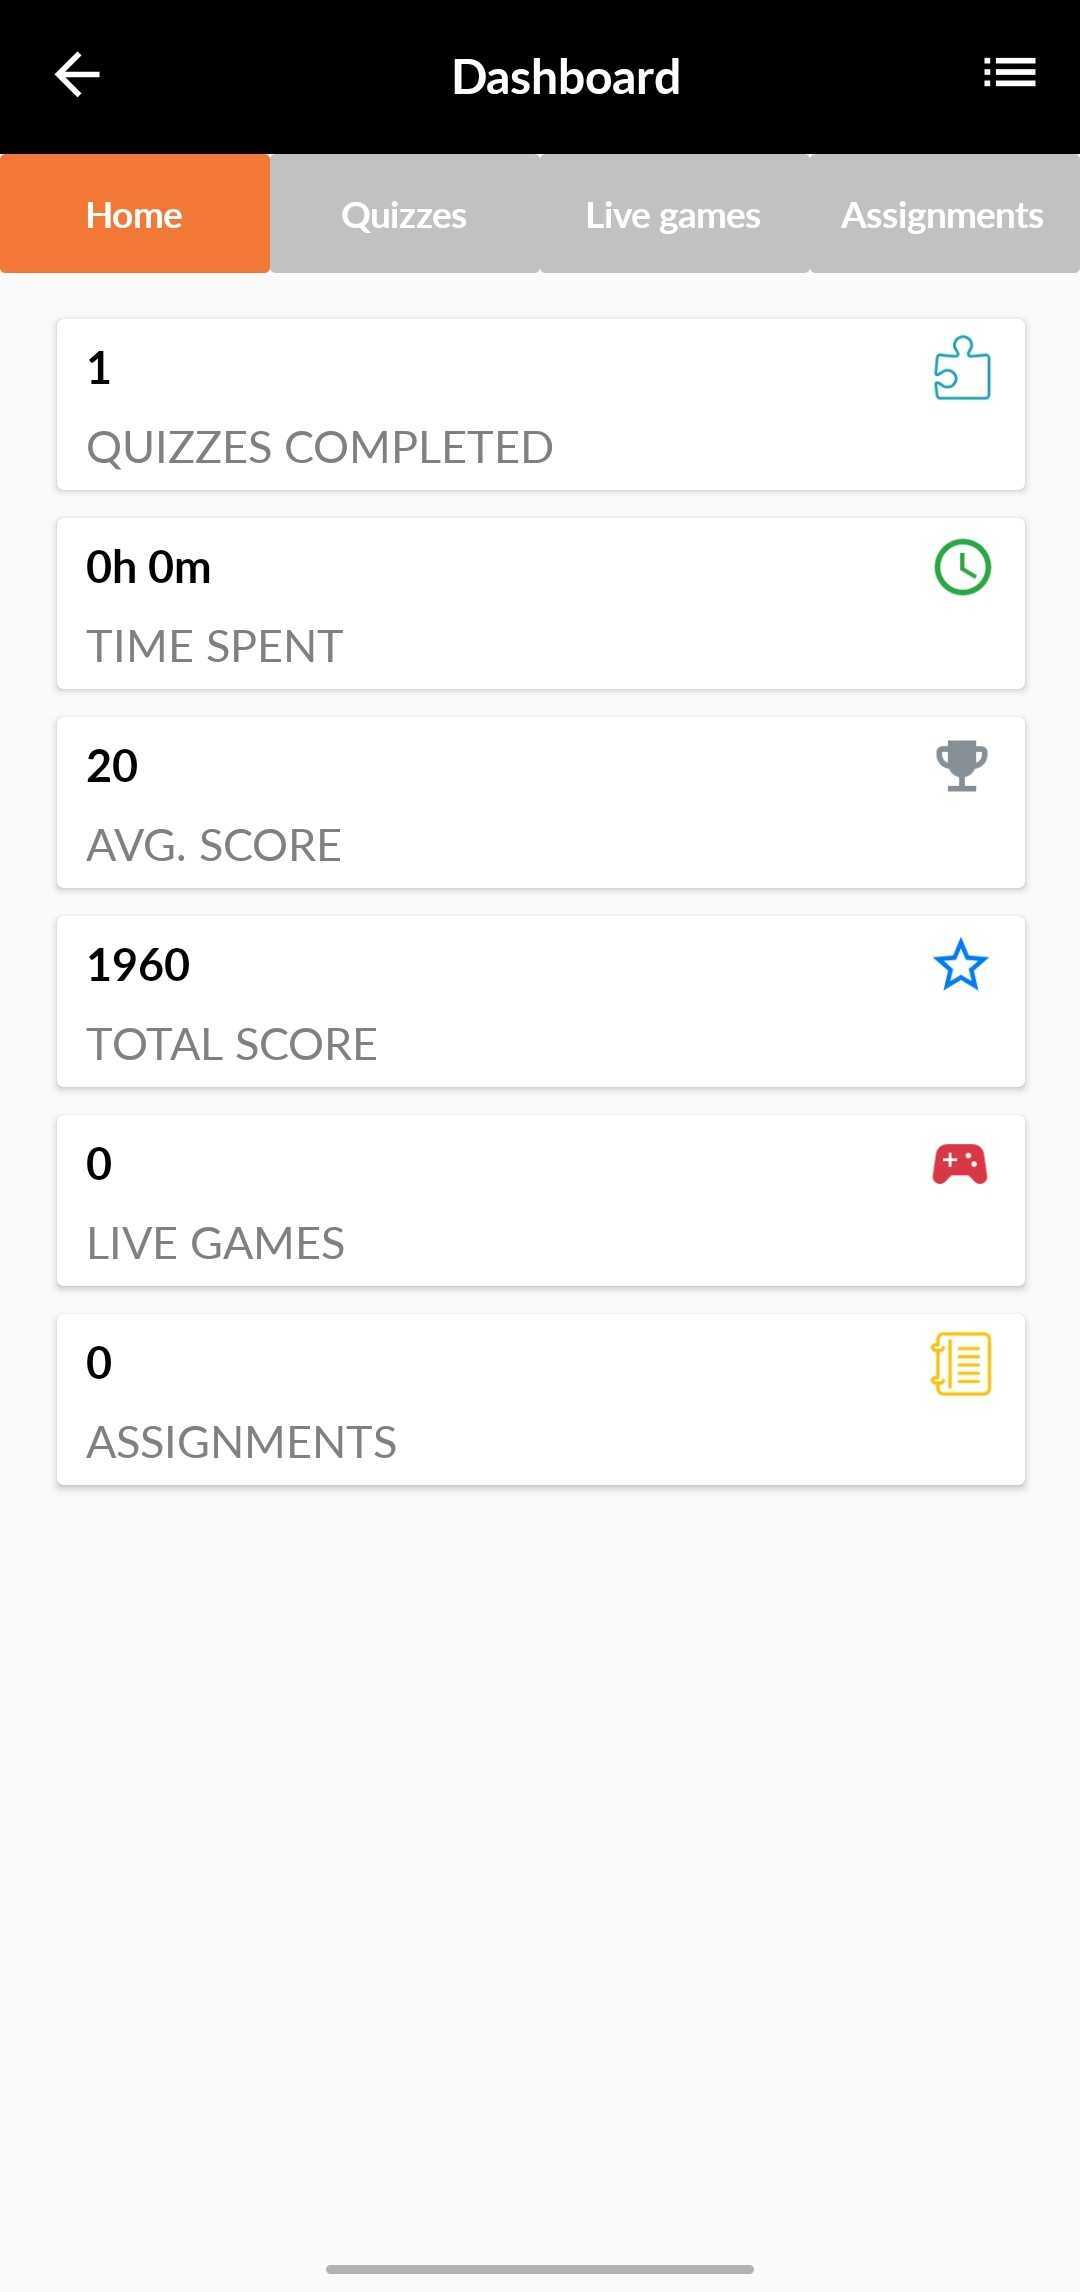 Dashboard
Home Quizzes Live games Assignments
1
QUIZZES COMPLETED
0h 0m
TIME SPENT
20
AVG. SCORE
1960
TOTAL SCORE
0
LIVE GAMES
0
ASSIGNMENTS